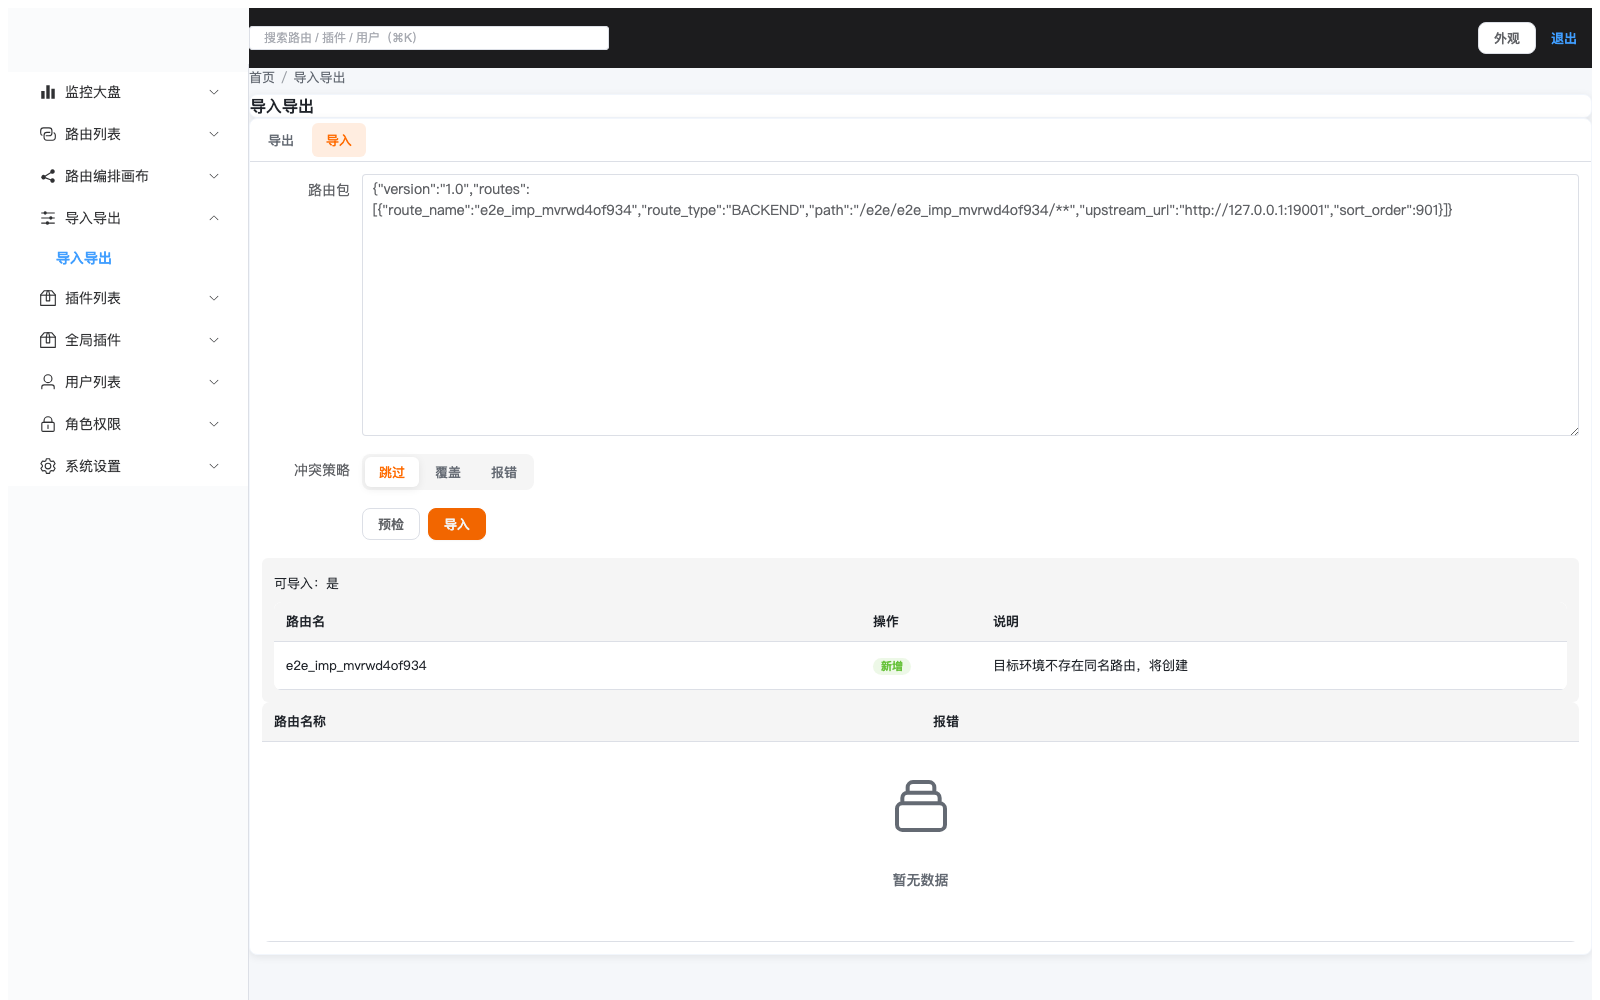 搜索路由 / 插件 / 用户（⌘K）
外观
退出
监控大盘
路由列表
路由编排画布
导入导出
导入导出
插件列表
全局插件
用户列表
角色权限
系统设置
首页 / 导入导出
导入导出
导出
导入
路由包
{"version":"1.0","routes":
[{"route_name":"e2e_imp_mvrwd4of934","route_type":"BACKEND","path":"/e2e/e2e_imp_mvrwd4of934/**","upstream_url":"http://127.0.0.1:19001","sort_order":901}]}
冲突策略
跳过
覆盖
报错
预检
导入
可导入：是
路由名
操作
说明
e2e_imp_mvrwd4of934
新增
目标环境不存在同名路由，将创建
路由名称
报错
暂无数据